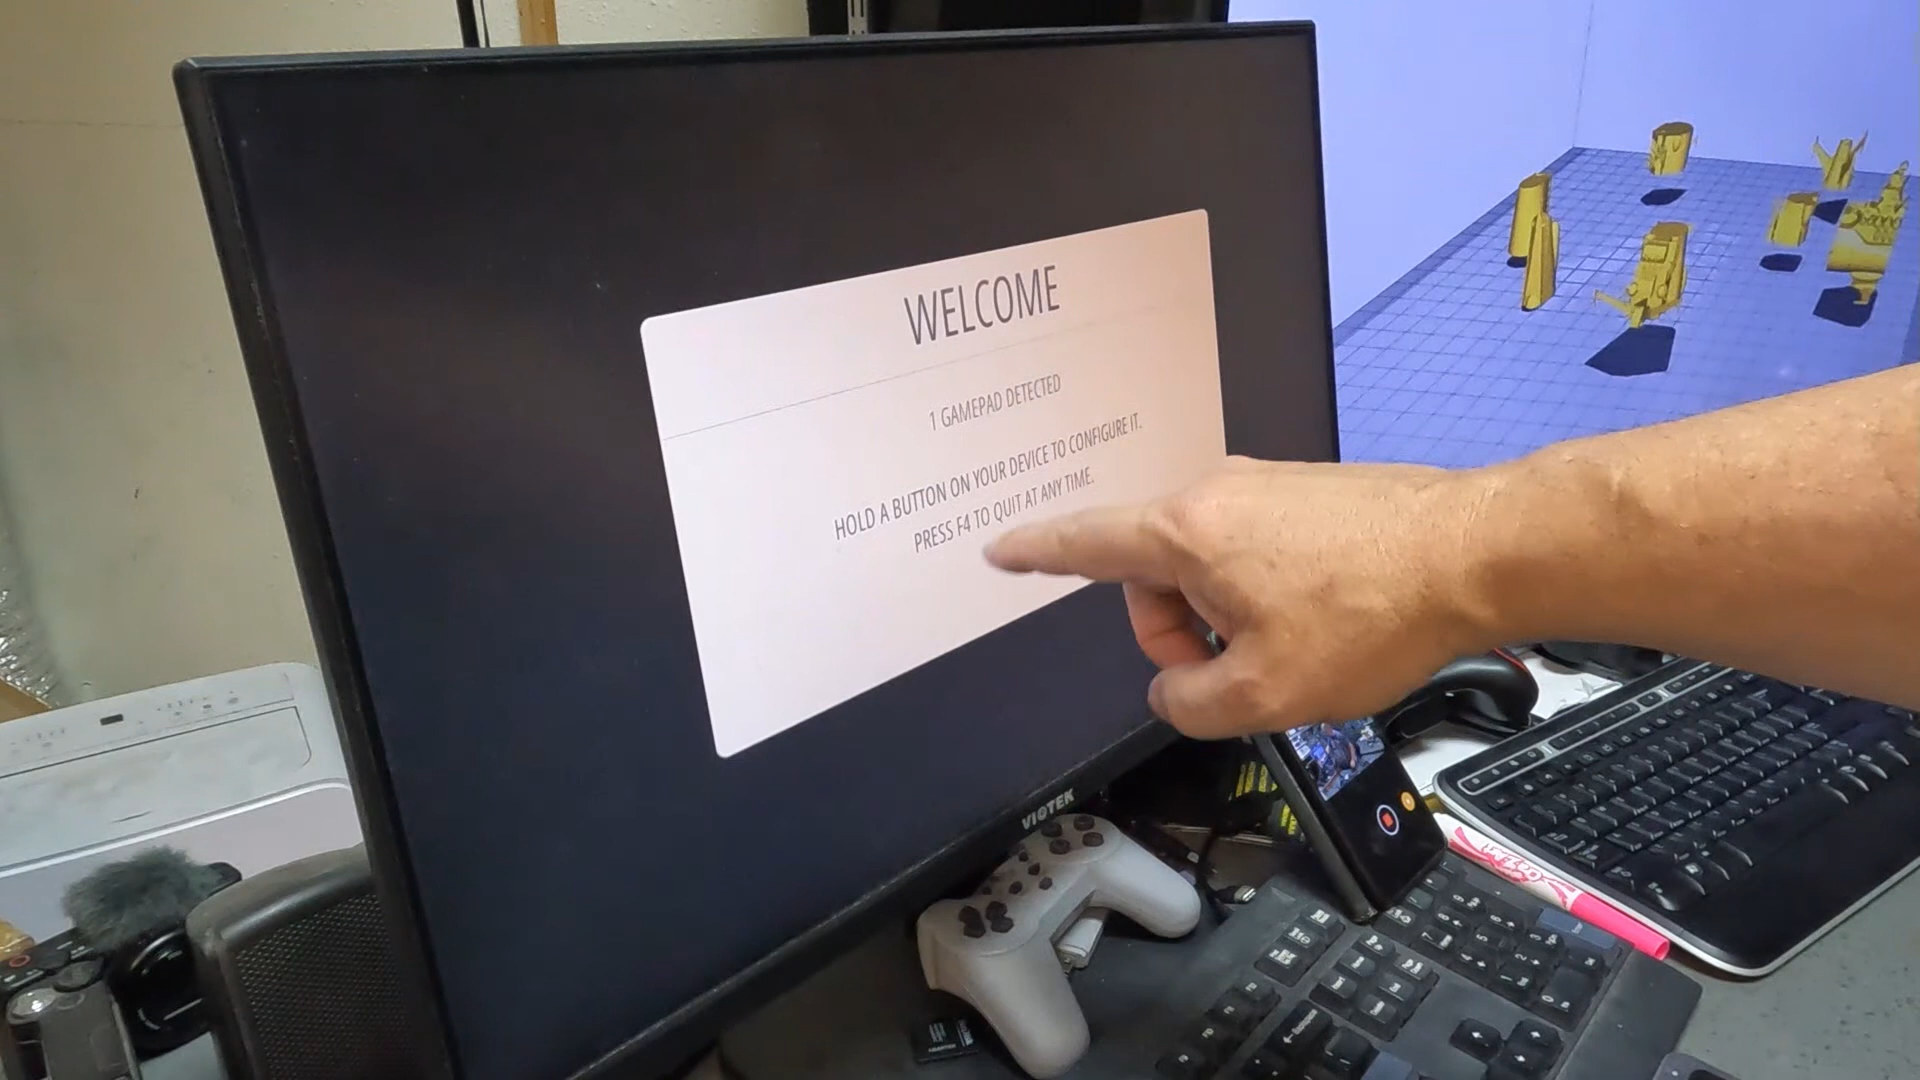 WELCOME
1 GAMEPAD DETECTED
HOLD A BUTTON ON YOUR DEVICE TO CONFIGURE IT.
PRESS F4 TO QUIT AT ANY TIME.
VIOTEK